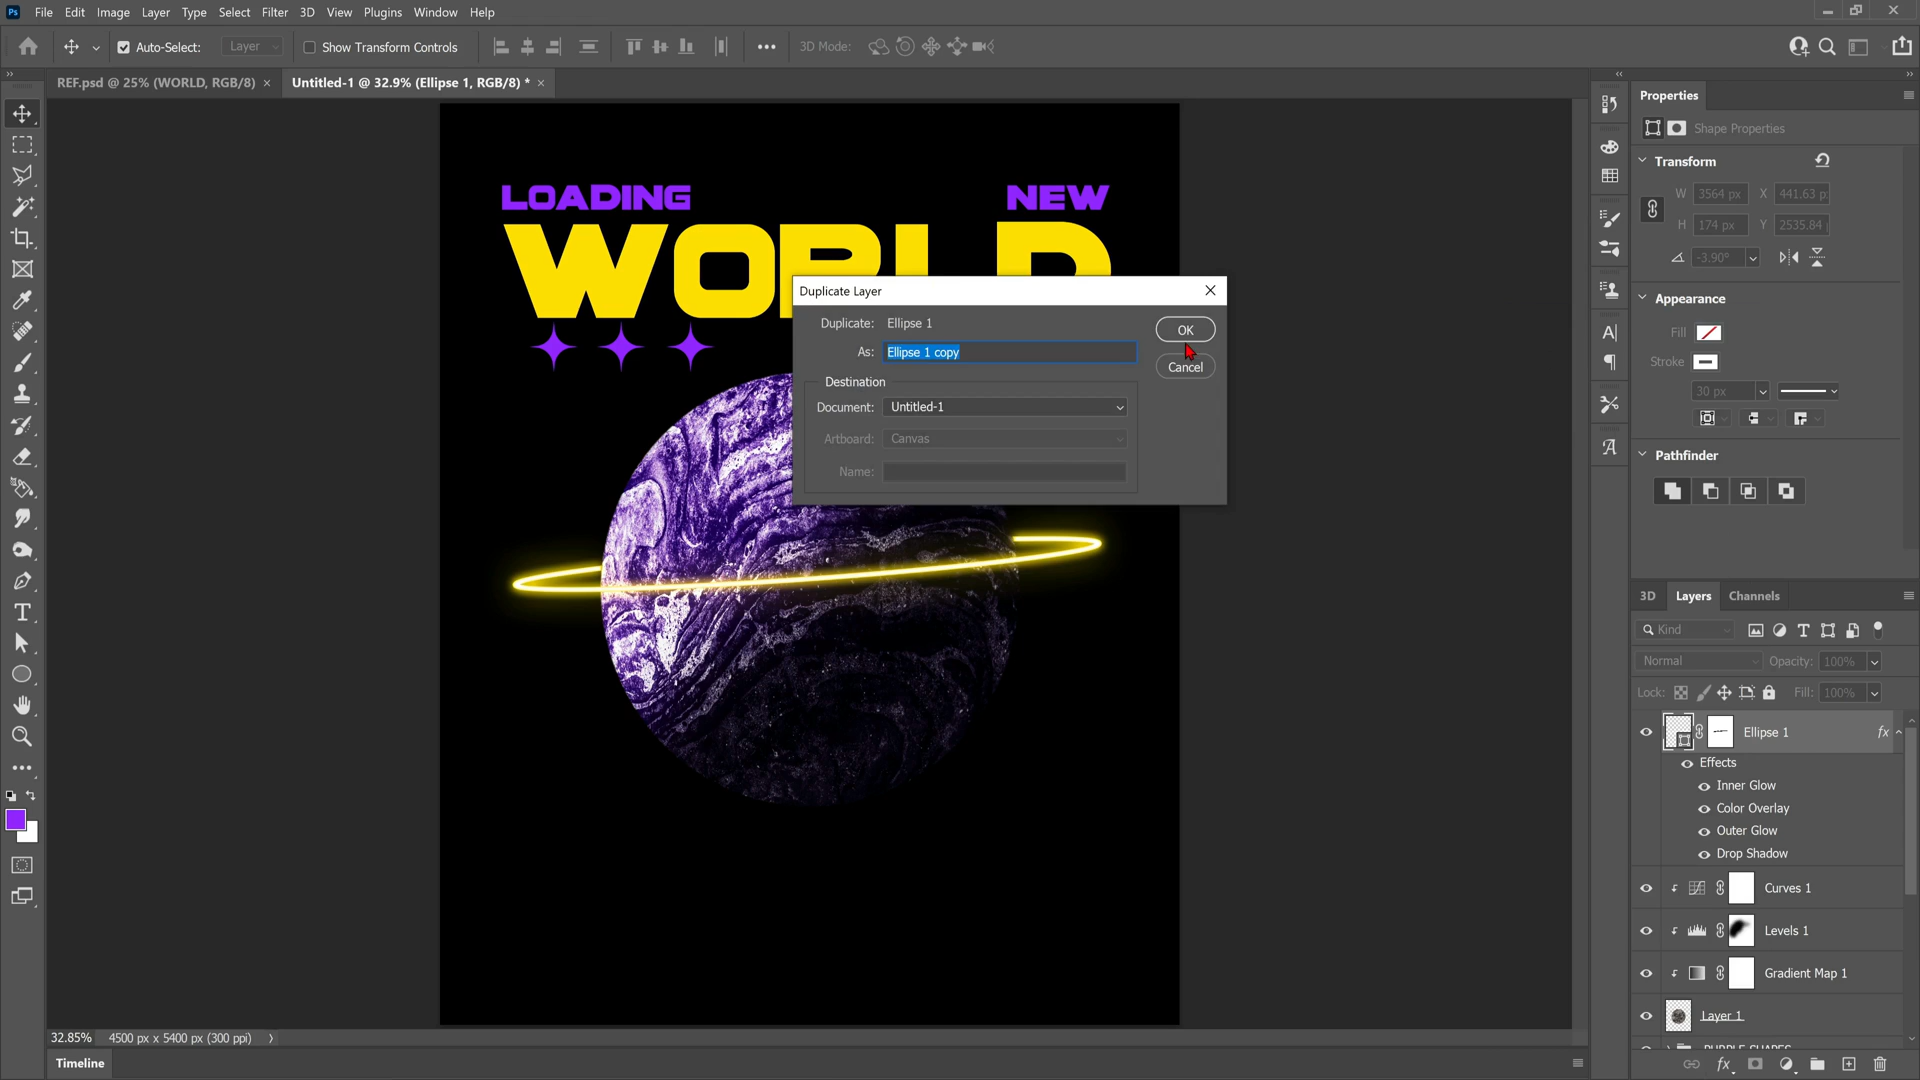 Ps File Edit Image Layer Type Select Filter 3D View Plugins Window Help
Auto-Select: Layer Show Transform Controls 3D Mode:
REF.psd @ 25% (WORLD, RGB/8) × Untitled-1 @ 32.9% (Ellipse 1, RGB/8) * ×
LOADING NEW
WORLD
Duplicate Layer
Duplicate: Ellipse 1
As: Ellipse 1 copy
OK
Cancel
Destination
Document: Untitled-1
Artboard: Canvas
Name:
Properties
Shape Properties
Transform
W 3564 px X 441.63 p
H 174 px Y 2535.84
-3.90°
Appearance
Fill
Stroke
30 px
Pathfinder
3D Layers Channels
Kind
Normal Opacity: 100%
Lock: Fill: 100%
Ellipse 1 fx
Effects
Inner Glow
Color Overlay
Outer Glow
Drop Shadow
Curves 1
Levels 1
Gradient Map 1
Layer 1
PURPLE SHAPES
fx
32.85% 4500 px x 5400 px (300 ppi)
Timeline